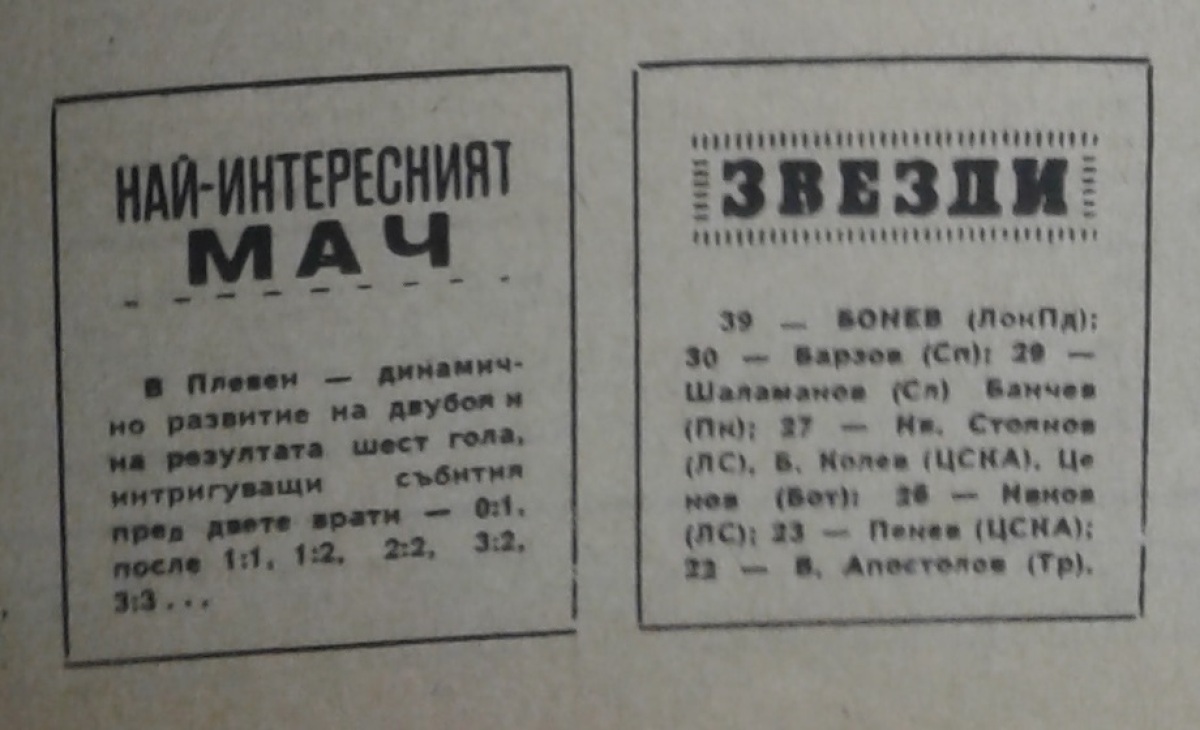 НАЙ-ИНТЕРЕСНИЯТ
МАЧ
В Плевен — динамич-
но развитие на двубоя и
на резултата шест гола,
интригуващи събития
пред двете врати — 0:1,
после 1:1, 1:2, 2:2, 3:2,
3:3...
ЗВЕЗДИ
39 — БОНЕВ (ЛокПд);
30 — Варзов (Сп); 29 —
Шаламанов (Сл) Банчев
(Пн); 27 — Ив. Стоянов
(ЛС), Б. Колев (ЦСКА), Це
нов (Бот); 26 —
(ЛС); 23 — Пенев (ЦСКА);
22 — В. Апостолов (Тр).